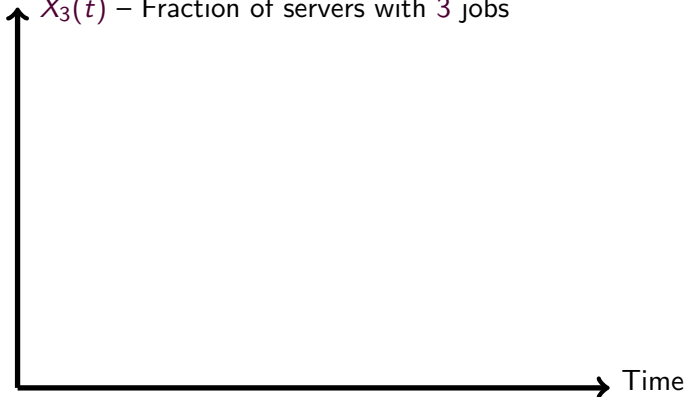 X₃(t) – Fraction of servers with 3 jobs
Time